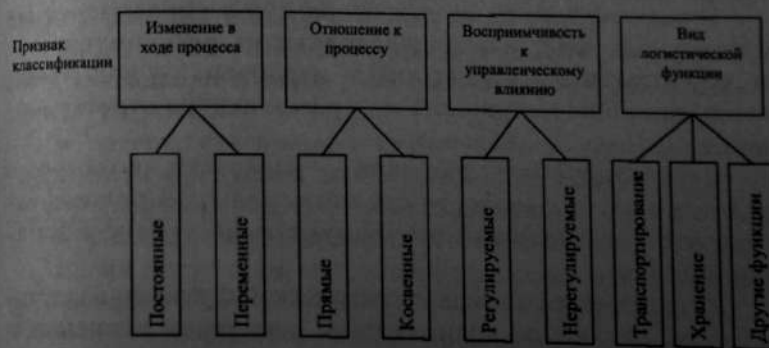 Признак
классификации
Изменение в
ходе процесса
Отношение к
процессу
Восприимчивость
к
управленческому
влиянию
Вид
логистической
функции
Постоянные
Переменные
Прямые
Косвенные
Регулируемые
Нерегулируемые
Транспортирование
Хранение
Другие функции